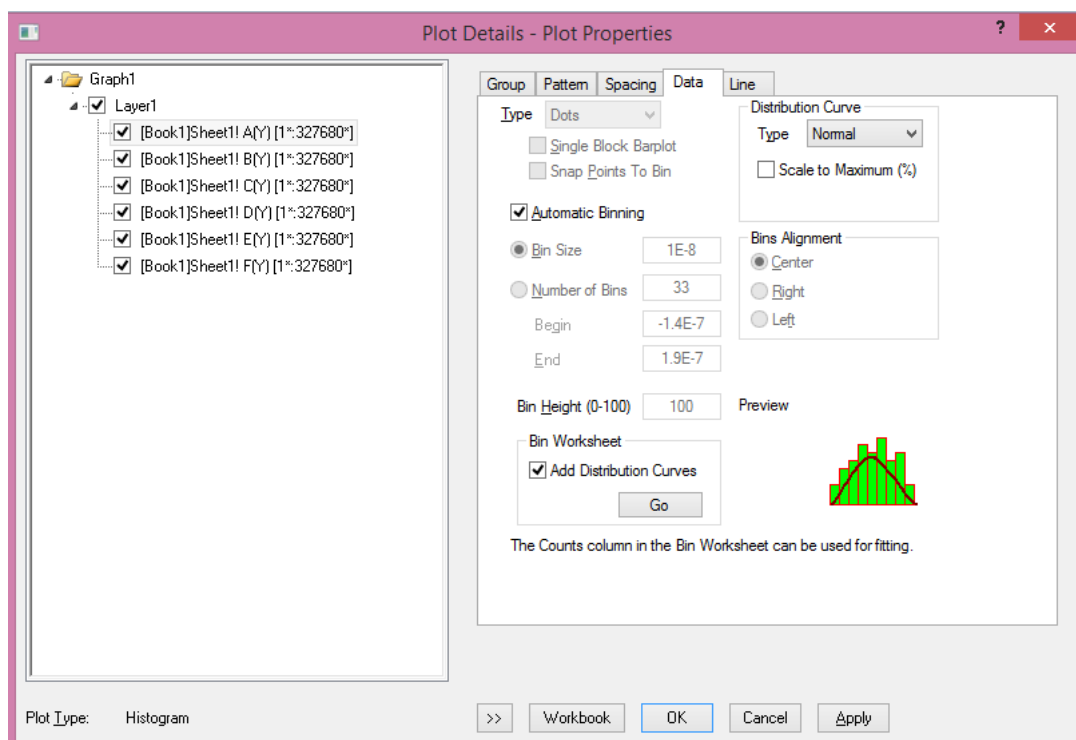 Plot Details - Plot Properties
?
×
Graph1
Layer1
[Book1]Sheet1! A(Y) [1*:327680*]
[Book1]Sheet1! B(Y) [1*:327680*]
[Book1]Sheet1! C(Y) [1*:327680*]
[Book1]Sheet1! D(Y) [1*:327680*]
[Book1]Sheet1! E(Y) [1*:327680*]
[Book1]Sheet1! F(Y) [1*:327680*]
Group Pattern Spacing Data Line
Type Dots
Single Block Barplot
Snap Points To Bin
Automatic Binning
Bin Size 1E-8
Number of Bins 33
Begin -1.4E-7
End 1.9E-7
Bin Height (0-100) 100
Bin Worksheet
Add Distribution Curves
Go
Distribution Curve
Type Normal
Scale to Maximum (%)
Bins Alignment
Center
Right
Left
Preview
The Counts column in the Bin Worksheet can be used for fitting.
Plot Type: Histogram
>> Workbook OK Cancel Apply